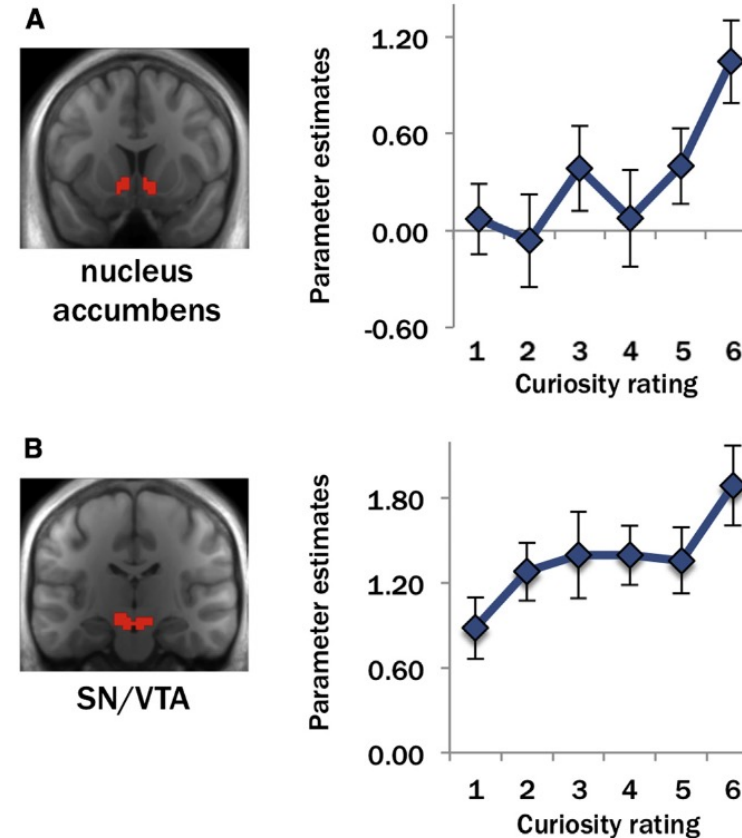 A
nucleus
accumbens
Parameter estimates
1.20
0.60
0.00
-0.60
1 2 3 4 5 6
Curiosity rating
B
SN/VTA
Parameter estimates
1.80
1.20
0.60
0.00
1 2 3 4 5 6
Curiosity rating